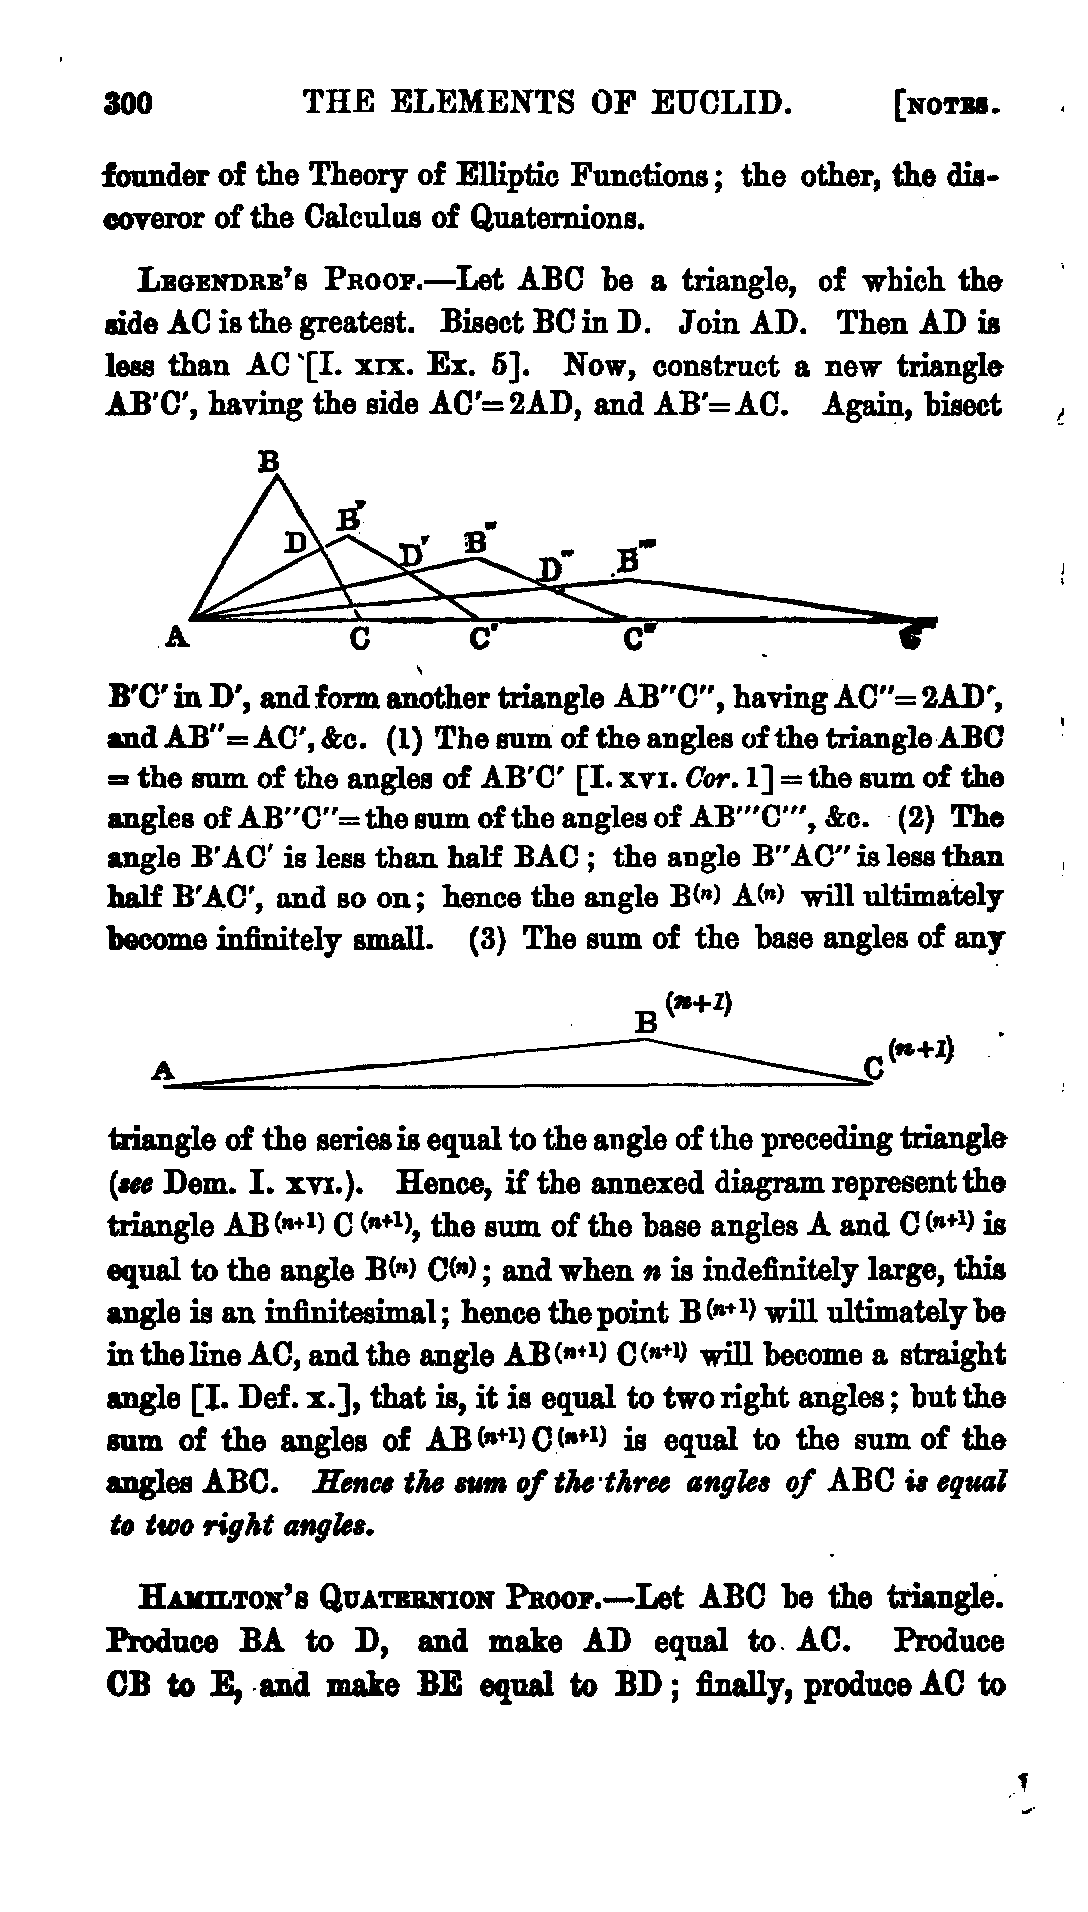 300 THE ELEMENTS OF EUCLID. [NOTES.
founder of the Theory of Elliptic Functions; the other, the dis-
coveror of the Calculus of Quaternions.
LEGENDRE'S PROOF.—Let ABC be a triangle, of which the
side AC is the greatest. Bisect BC in D. Join AD. Then AD is
less than AC [I. XIX. Ex. 5]. Now, construct a new triangle
AB′C′, having the side AC′=2AD, and AB′=AC. Again, bisect
B
B′
D
D′
B″
D″
B‴
A
C
C′
C″
B′C′ in D′, and form another triangle AB″C″, having AC″=2AD′,
and AB″=AC′, &c. (1) The sum of the angles of the triangle ABC
= the sum of the angles of AB′C′ [I. XVI. Cor. 1] = the sum of the
angles of AB″C″=the sum of the angles of AB‴C‴, &c. (2) The
angle B′AC′ is less than half BAC; the angle B″AC″ is less than
half B′AC′, and so on; hence the angle B(n) A(n) will ultimately
become infinitely small. (3) The sum of the base angles of any
B (n+1)
A
C (n+1)
triangle of the series is equal to the angle of the preceding triangle
(see Dem. I. XVI.). Hence, if the annexed diagram represent the
triangle AB (n+1) C (n+1), the sum of the base angles A and C (n+1) is
equal to the angle B(n) C(n); and when n is indefinitely large, this
angle is an infinitesimal; hence the point B (n+1) will ultimately be
in the line AC, and the angle AB (n+1) C (n+1) will become a straight
angle [I. Def. X.], that is, it is equal to two right angles; but the
sum of the angles of AB (n+1) C (n+1) is equal to the sum of the
angles ABC. Hence the sum of the three angles of ABC is equal
to two right angles.
HAMILTON'S QUATERNION PROOF.—Let ABC be the triangle.
Produce BA to D, and make AD equal to AC. Produce
CB to E, and make BE equal to BD; finally, produce AC to